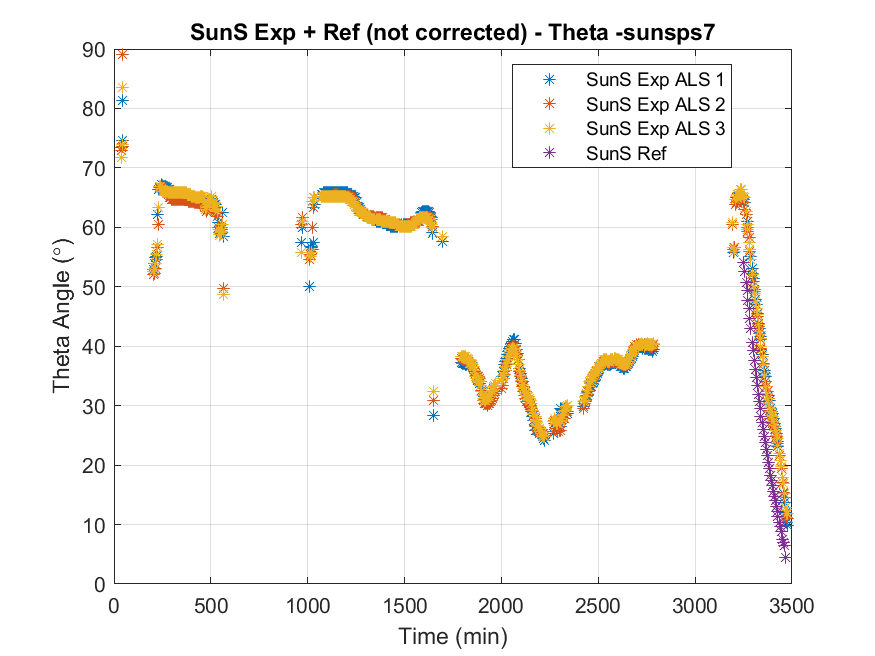 SunS Exp + Ref (not corrected) - Theta -sunsps7
SunS Exp ALS 1
SunS Exp ALS 2
SunS Exp ALS 3
SunS Ref
Theta Angle (°)
90
80
70
60
50
40
30
20
10
0
0 500 1000 1500 2000 2500 3000 3500
Time (min)